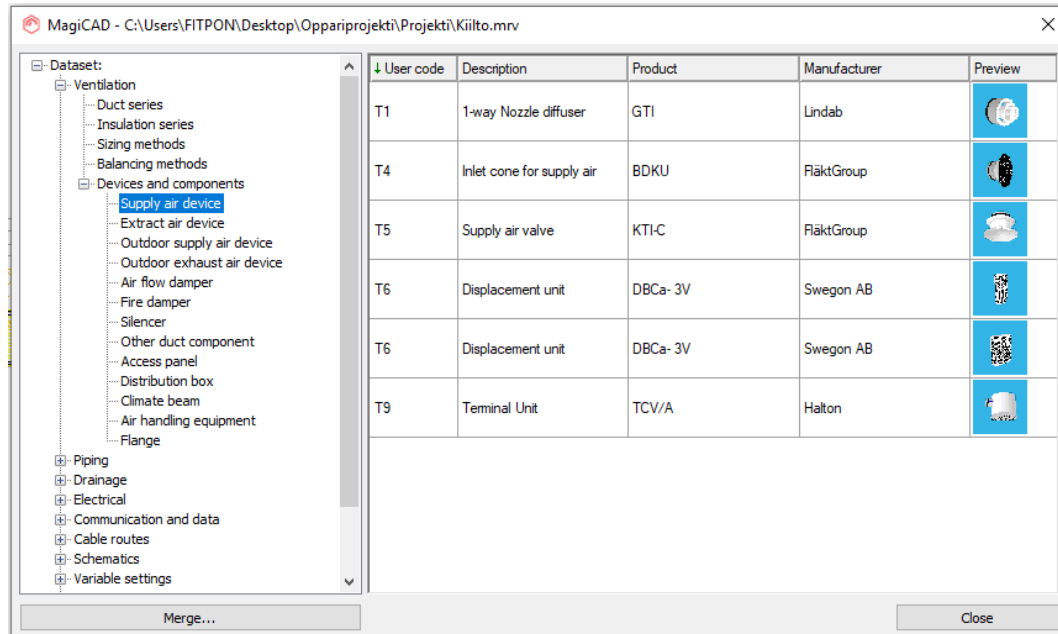 MagiCAD - C:\Users\FITPON\Desktop\Oppariprojekti\Projekti\Kiilto.mrv
Dataset:
Ventilation
Duct series
Insulation series
Sizing methods
Balancing methods
Devices and components
Supply air device
Extract air device
Outdoor supply air device
Outdoor exhaust air device
Air flow damper
Fire damper
Silencer
Other duct component
Access panel
Distribution box
Climate beam
Air handling equipment
Flange
Piping
Drainage
Electrical
Communication and data
Cable routes
Schematics
Variable settings
Merge...
User code Description Product Manufacturer Preview
T1 1-way Nozzle diffuser GTI Lindab
T4 Inlet cone for supply air BDKU FläktGroup
T5 Supply air valve KTI-C FläktGroup
T6 Displacement unit DBCa- 3V Swegon AB
T6 Displacement unit DBCa- 3V Swegon AB
T9 Terminal Unit TCV/A Halton
Close